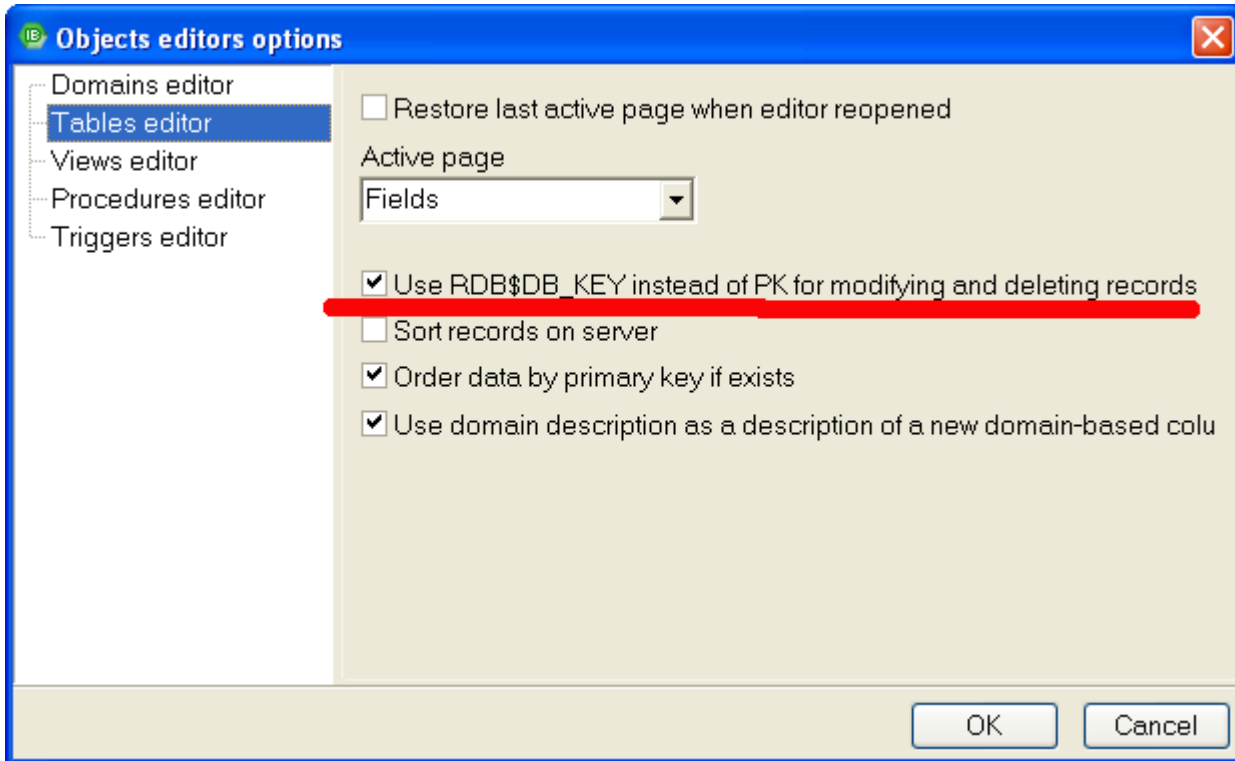 IB Objects editors options
Domains editor
Tables editor
Views editor
Procedures editor
Triggers editor
Restore last active page when editor reopened
Active page
Fields
Use RDB$DB_KEY instead of PK for modifying and deleting records
Sort records on server
Order data by primary key if exists
Use domain description as a description of a new domain-based colu
OK
Cancel